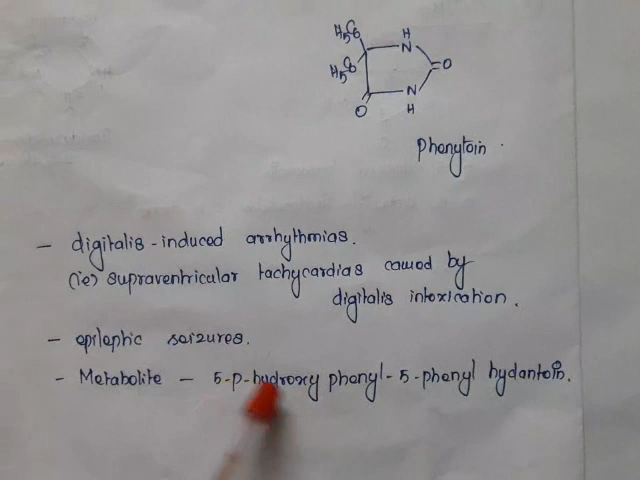 H5C6
H
N
H5C6
O
N
H
O
Phenytoin.
- digitalis-induced arrhythmias.
(ie) supraventricular tachycardias caused by
digitalis intoxication.
- epileptic seizures.
- Metabolite - 5-p-hydroxy phenyl-5-phenyl hydantoin.